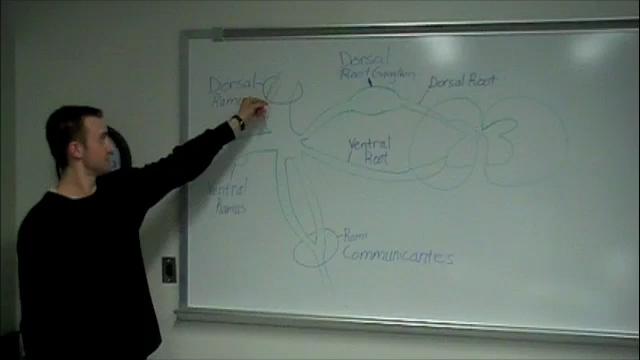 Dorsal
Ramus
Dorsal
Root Ganglion
Dorsal Root
Ventral
Root
Ventral
Ramus
Rami
Communicantes